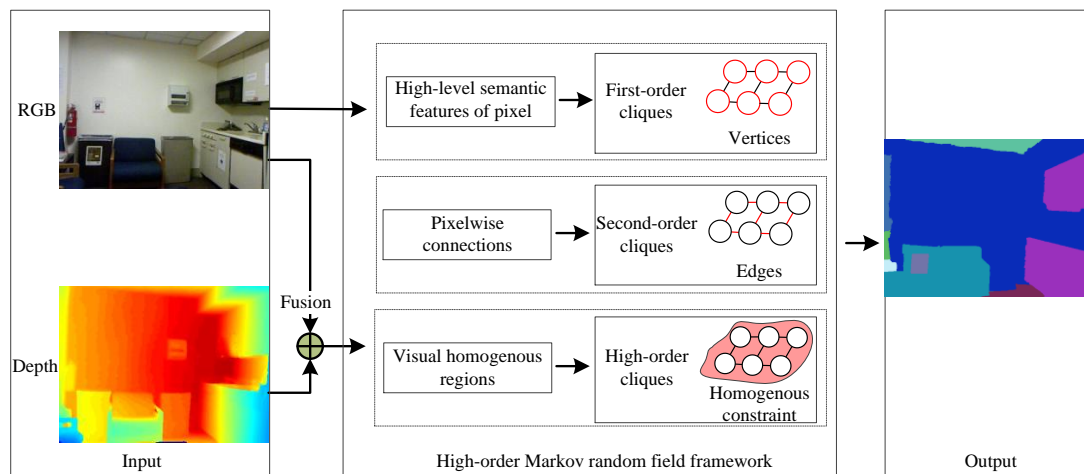 RGB
Depth
Fusion
Input
High-level semantic
features of pixel
First-order
cliques
Vertices
Pixelwise
connections
Second-order
cliques
Edges
Visual homogenous
regions
High-order
cliques
Homogenous
constraint
High-order Markov random field framework
Output